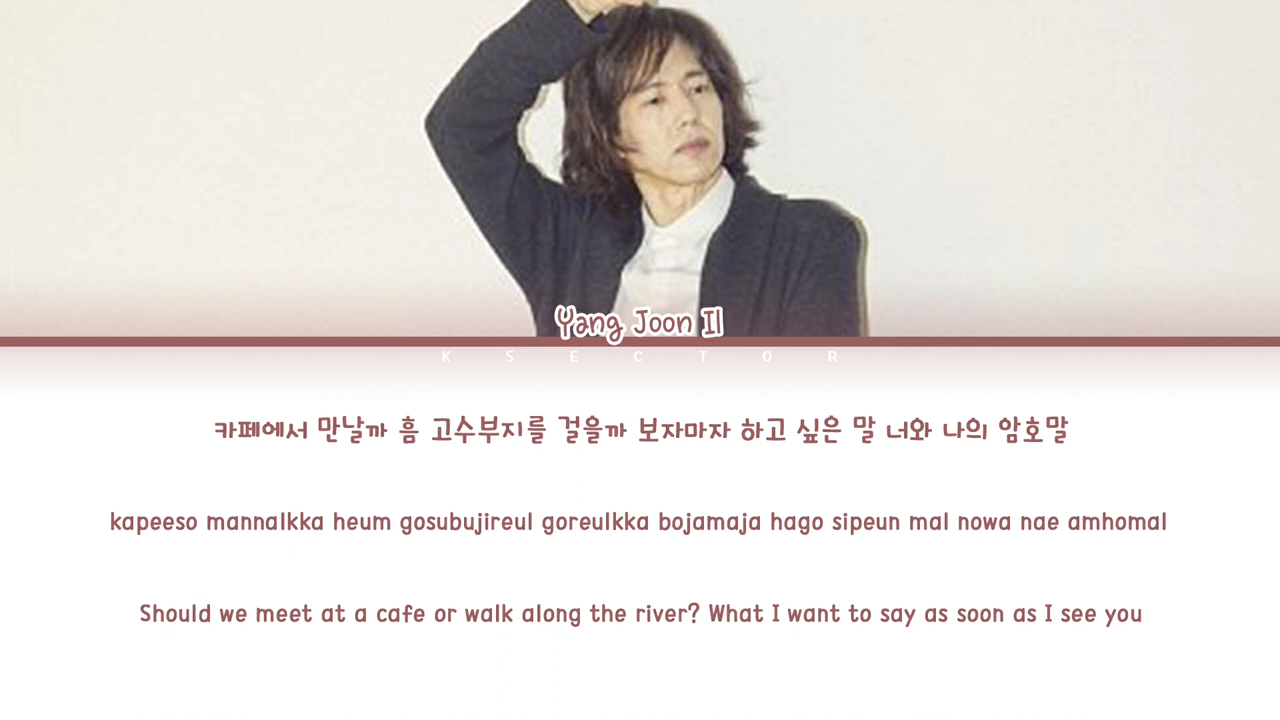 Yang Joon Il
K S E C T O R
카페에서 만날까 흠 고수부지를 걸을까 보자마자 하고 싶은 말 너와 나의 암호말
kapeeso mannalkka heum gosubujireul goreulkka bojamaja hago sipeun mal nowa nae amhomal
Should we meet at a cafe or walk along the river? What I want to say as soon as I see you